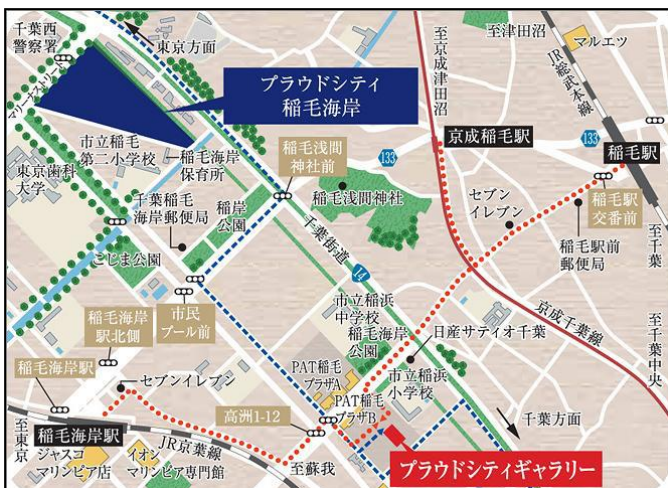 千葉西
警察署
東京方面
プラウドシティ
稲毛海岸
マリーナストリート
至京成津田沼
至津田沼
マルエツ
JR総武本線
133
京成稲毛駅
133
稲毛駅
稲毛駅
交番前
市立稲毛
第二小学校
稲毛海岸
保育所
稲毛浅間
神社前
稲毛浅間神社
東京歯科
大学
千葉稲毛
海岸郵便局
稲岸
公園
セブン
イレブン
稲毛駅前
郵便局
至千葉
こじま公園
千葉街道
14
市立稲浜
中学校
京成千葉線
市民
プール前
稲毛海岸
駅北側
稲毛海岸
公園
日産サティオ千葉
至千葉中央
稲毛海岸駅
セブンイレブン
PAT稲毛
プラザA
PAT稲毛
プラザB
市立稲浜
小学校
高洲1-12
千葉方面
至東京
稲毛海岸駅
JR京葉線
至蘇我
プラウドシティギャラリー
ジャスコ
マリンピア店
イオン
マリンピア専門館